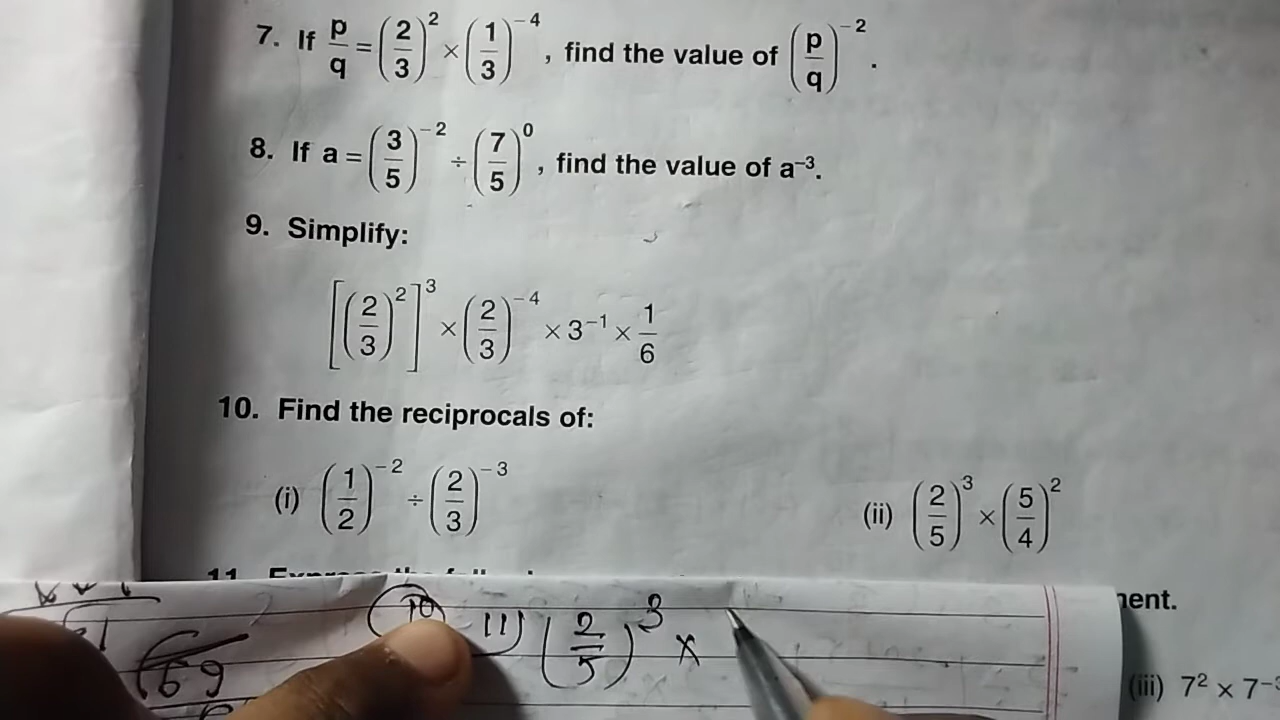 7. If p/q = (2/3)^2 × (1/3)^-4, find the value of (p/q)^-2.
8. If a = (3/5)^-2 ÷ (7/5)^0, find the value of a^-3.
9. Simplify:
[(2/3)^2]^3 × (2/3)^-4 × 3^-1 × 1/6
10. Find the reciprocals of:
(i) (1/2)^-2 ÷ (2/3)^-3 (ii) (2/5)^3 × (5/4)^2
11.
10 ii) (2/5)^3 ×
69
(iii) 7^2 × 7^-3